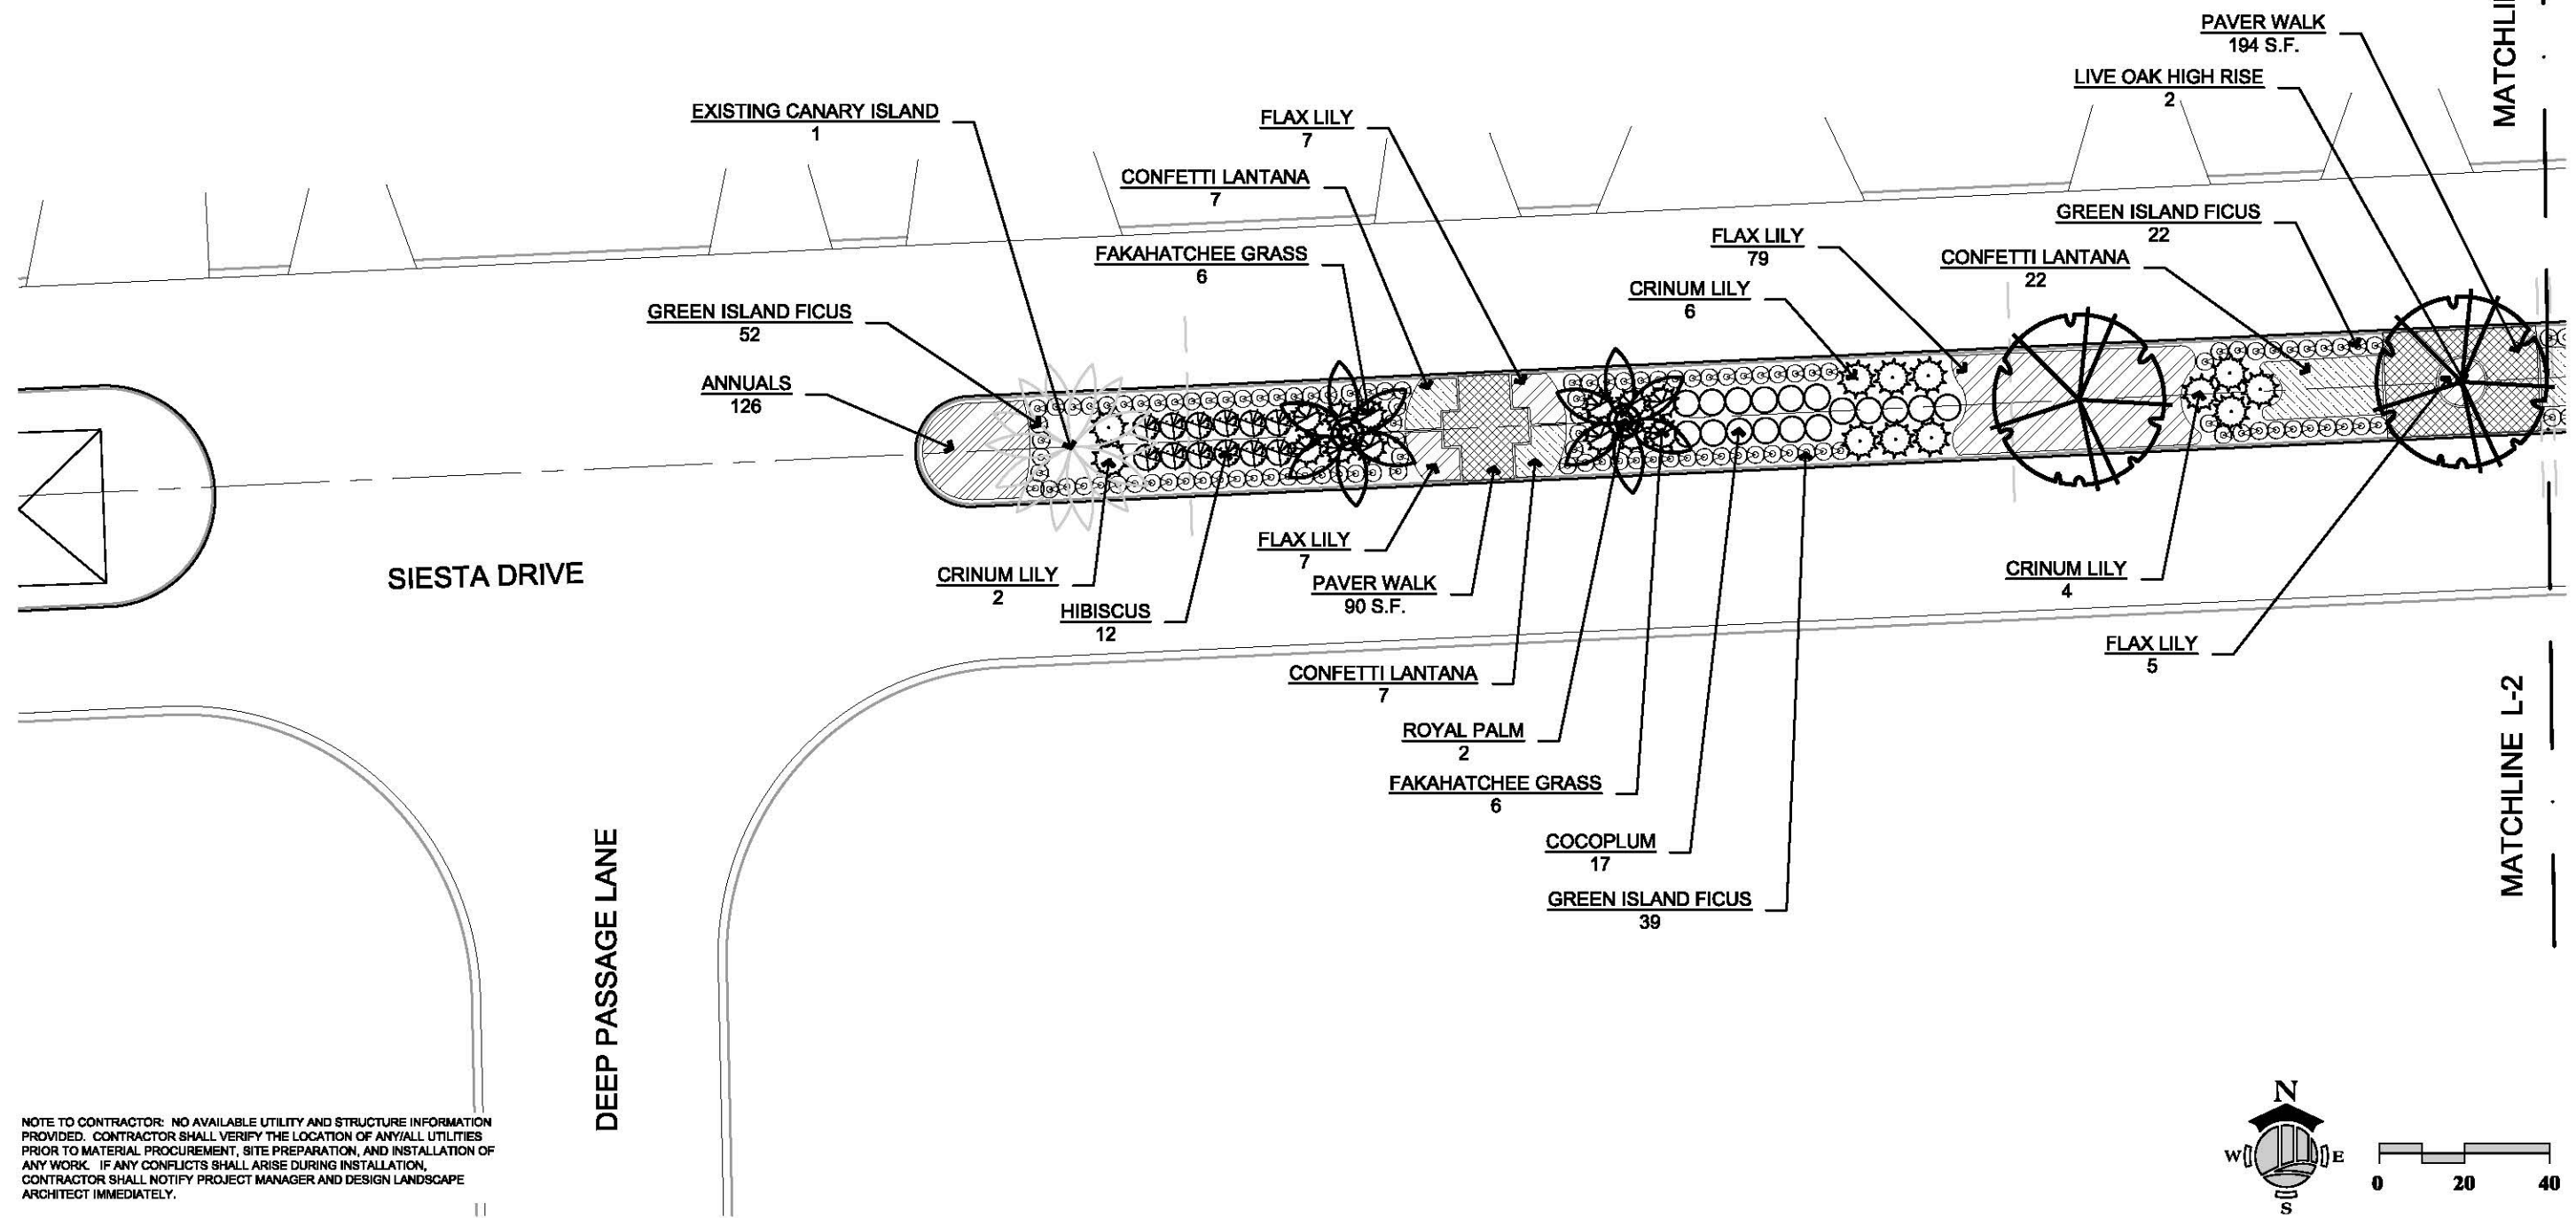 PAVER WALK
194 S.F.
LIVE OAK HIGH RISE
2
EXISTING CANARY ISLAND
1
FLAX LILY
7
CONFETTI LANTANA
7
FAKAHATCHEE GRASS
6
GREEN ISLAND FICUS
52
ANNUALS
126
GREEN ISLAND FICUS
22
FLAX LILY
79
CONFETTI LANTANA
22
CRINUM LILY
6
SIESTA DRIVE
CRINUM LILY
2
HIBISCUS
12
FLAX LILY
7
PAVER WALK
90 S.F.
CONFETTI LANTANA
7
ROYAL PALM
2
FAKAHATCHEE GRASS
6
COCOPLUM
17
GREEN ISLAND FICUS
39
CRINUM LILY
4
FLAX LILY
5
MATCHLI
MATCHLINE L-2
DEEP PASSAGE LANE
NOTE TO CONTRACTOR: NO AVAILABLE UTILITY AND STRUCTURE INFORMATION
PROVIDED. CONTRACTOR SHALL VERIFY THE LOCATION OF ANY/ALL UTILITIES
PRIOR TO MATERIAL PROCUREMENT, SITE PREPARATION, AND INSTALLATION OF
ANY WORK. IF ANY CONFLICTS SHALL ARISE DURING INSTALLATION,
CONTRACTOR SHALL NOTIFY PROJECT MANAGER AND DESIGN LANDSCAPE
ARCHITECT IMMEDIATELY.
N
W E
S
0 20 40